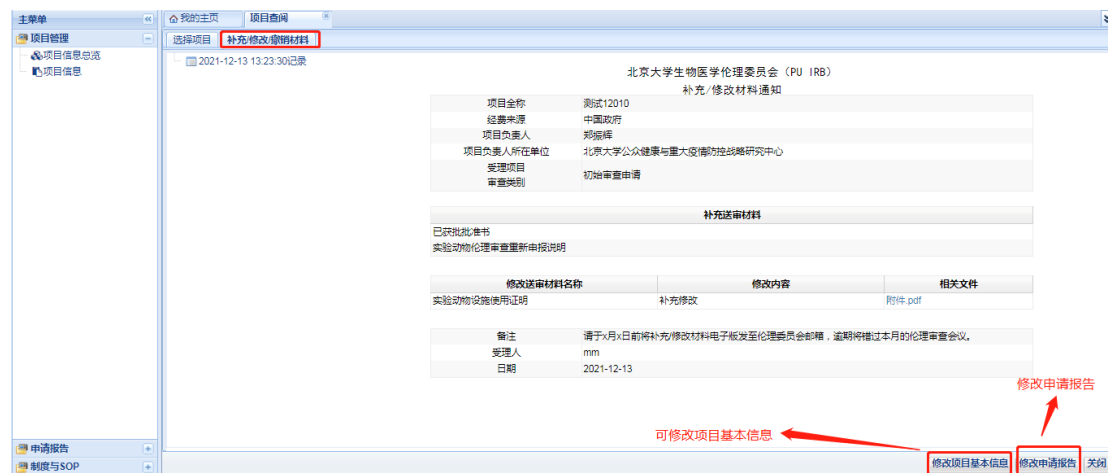 主菜单
我的主页
项目查阅
项目管理
选择项目
补充/修改/撤销材料
项目信息总览
项目信息
2021-12-13 13:23:30记录
北京大学生物医学伦理委员会（PU IRB）
补充/修改材料通知
项目全称 测试12010
经费来源 中国政府
项目负责人 郑振辉
项目负责人所在单位 北京大学公众健康与重大疫情防控战略研究中心
受理项目
审查类别 初始审查申请
补充送审材料
已获批批准书
实验动物伦理审查重新申报说明
修改送审材料名称 修改内容 相关文件
实验动物设施使用证明 补充修改 附件.pdf
备注 请于x月x日前将补充/修改材料电子版发至伦理委员会邮箱，逾期将错过本月的伦理审查会议。
受理人 mm
日期 2021-12-13
修改申请报告
可修改项目基本信息
申请报告
制度与SOP
修改项目基本信息 修改申请报告 关闭